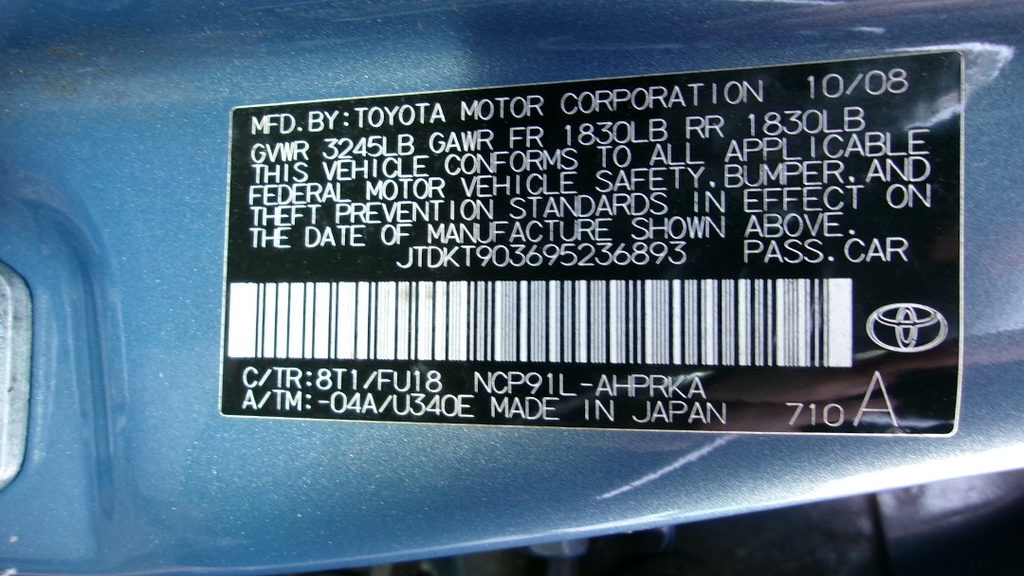 MFD. BY: TOYOTA MOTOR CORPORATION 10/08
GVWR 3245LB GAWR FR 1830LB RR 1830LB
THIS VEHICLE CONFORMS TO ALL APPLICABLE
FEDERAL MOTOR VEHICLE SAFETY, BUMPER, AND
THEFT PREVENTION STANDARDS IN EFFECT ON
THE DATE OF MANUFACTURE SHOWN ABOVE.
JTDKT903695236893 PASS. CAR
C/TR: 8T1/FU18 NCP91L-AHPRKA
A/TM: -04A/U340E MADE IN JAPAN 710 A